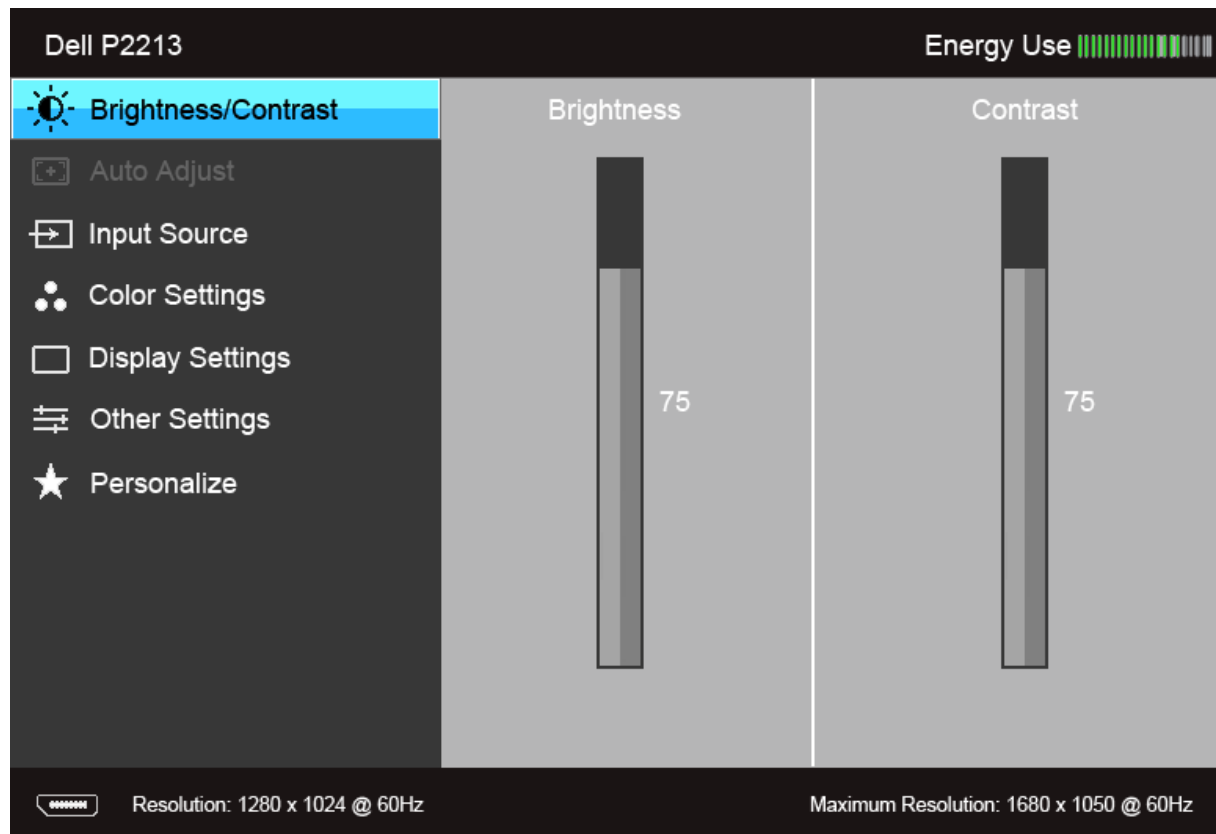 Dell P2213
Energy Use
Brightness/Contrast
Auto Adjust
Input Source
Color Settings
Display Settings
Other Settings
Personalize
Brightness
75
Contrast
75
Resolution: 1280 x 1024 @ 60Hz
Maximum Resolution: 1680 x 1050 @ 60Hz